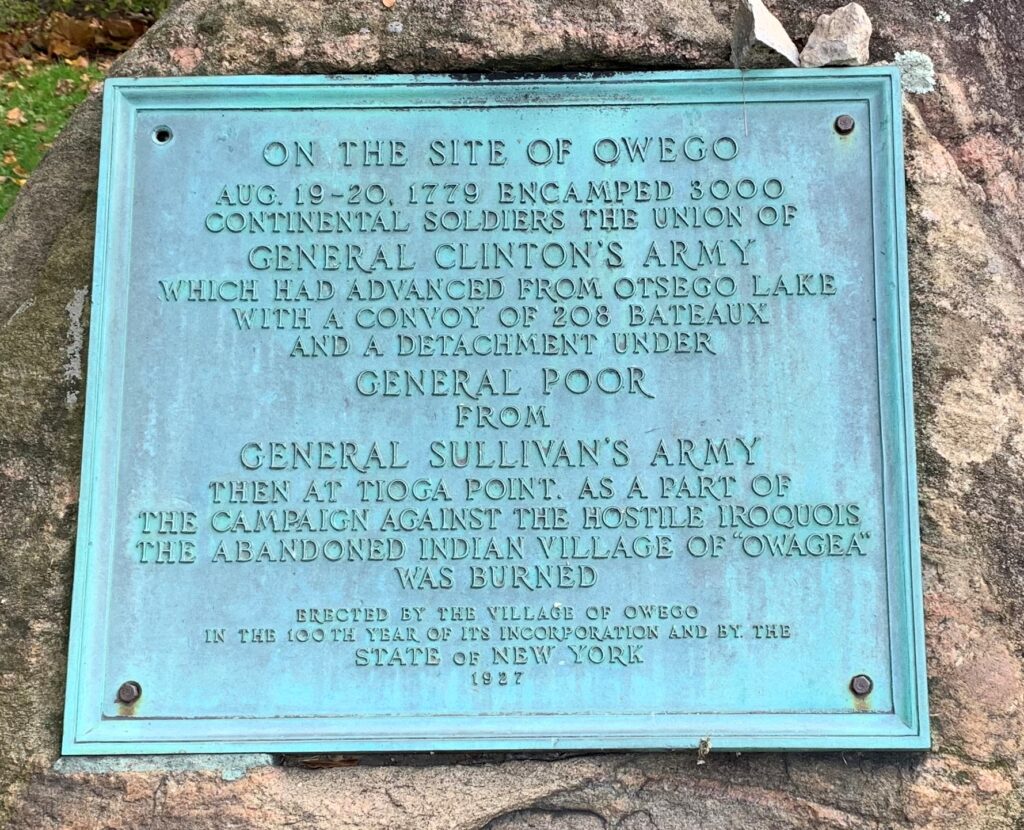 ON THE SITE OF OWEGO
AUG. 19-20, 1779 ENCAMPED 3000
CONTINENTAL SOLDIERS THE UNION OF
GENERAL CLINTON'S ARMY
WHICH HAD ADVANCED FROM OTSEGO LAKE
WITH A CONVOY OF 208 BATEAUX
AND A DETACHMENT UNDER
GENERAL POOR
FROM
GENERAL SULLIVAN'S ARMY
THEN AT TIOGA POINT. AS A PART OF
THE CAMPAIGN AGAINST THE HOSTILE IROQUOIS
THE ABANDONED INDIAN VILLAGE OF "OWAGEA"
WAS BURNED
ERECTED BY THE VILLAGE OF OWEGO
IN THE 100TH YEAR OF ITS INCORPORATION AND BY THE
STATE OF NEW YORK
1927